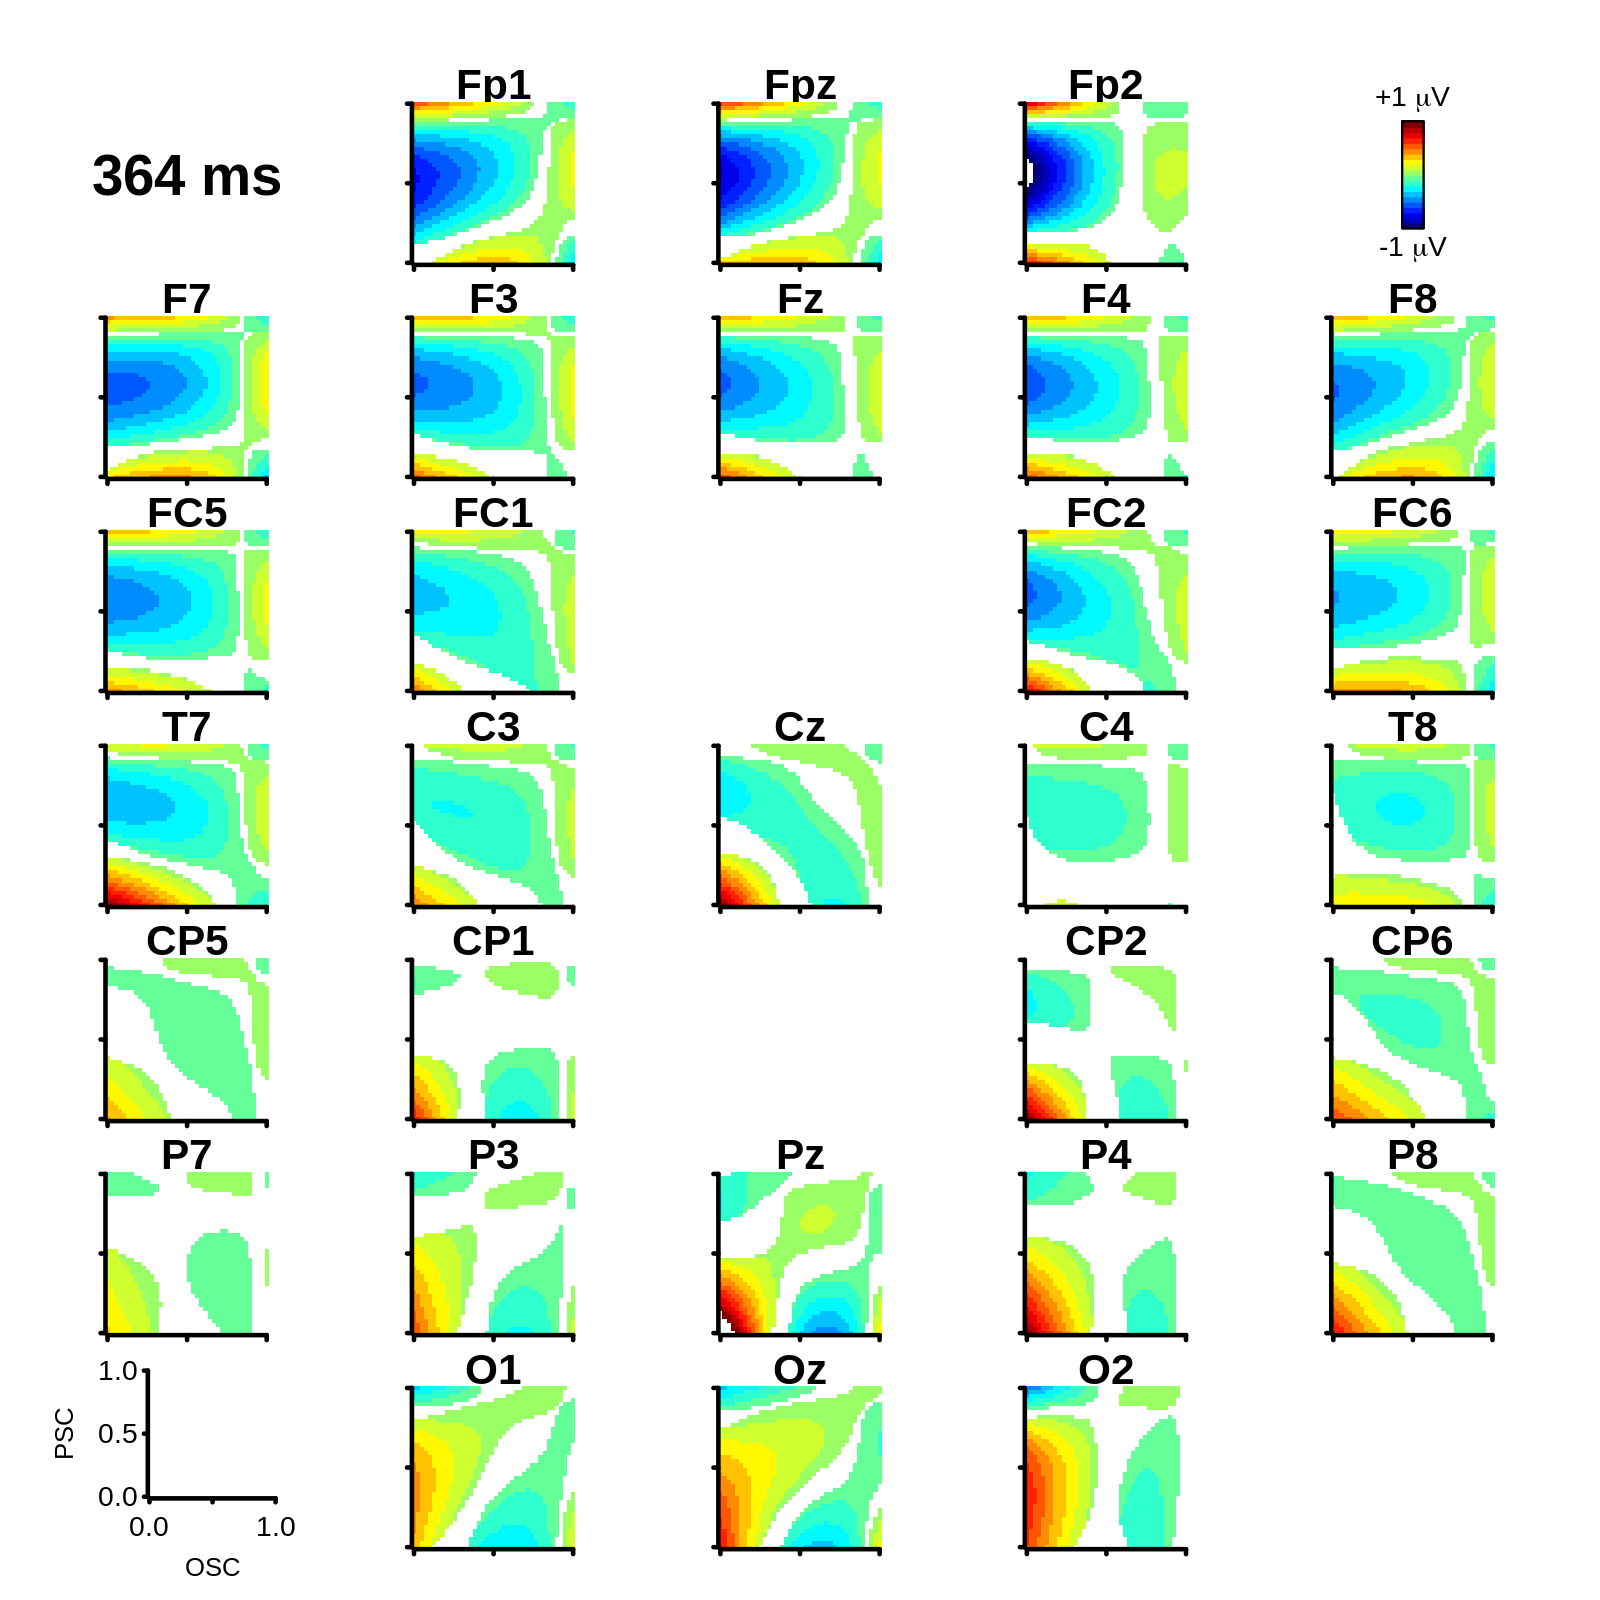 Fp1 Fpz Fp2
+1 μV
364 ms
-1 μV
F7 F3 Fz F4 F8
FC5 FC1 FC2 FC6
T7 C3 Cz C4 T8
CP5 CP1 CP2 CP6
P7 P3 Pz P4 P8
O1 Oz O2
1.0
PSC
0.5
0.0
0.0 1.0
OSC